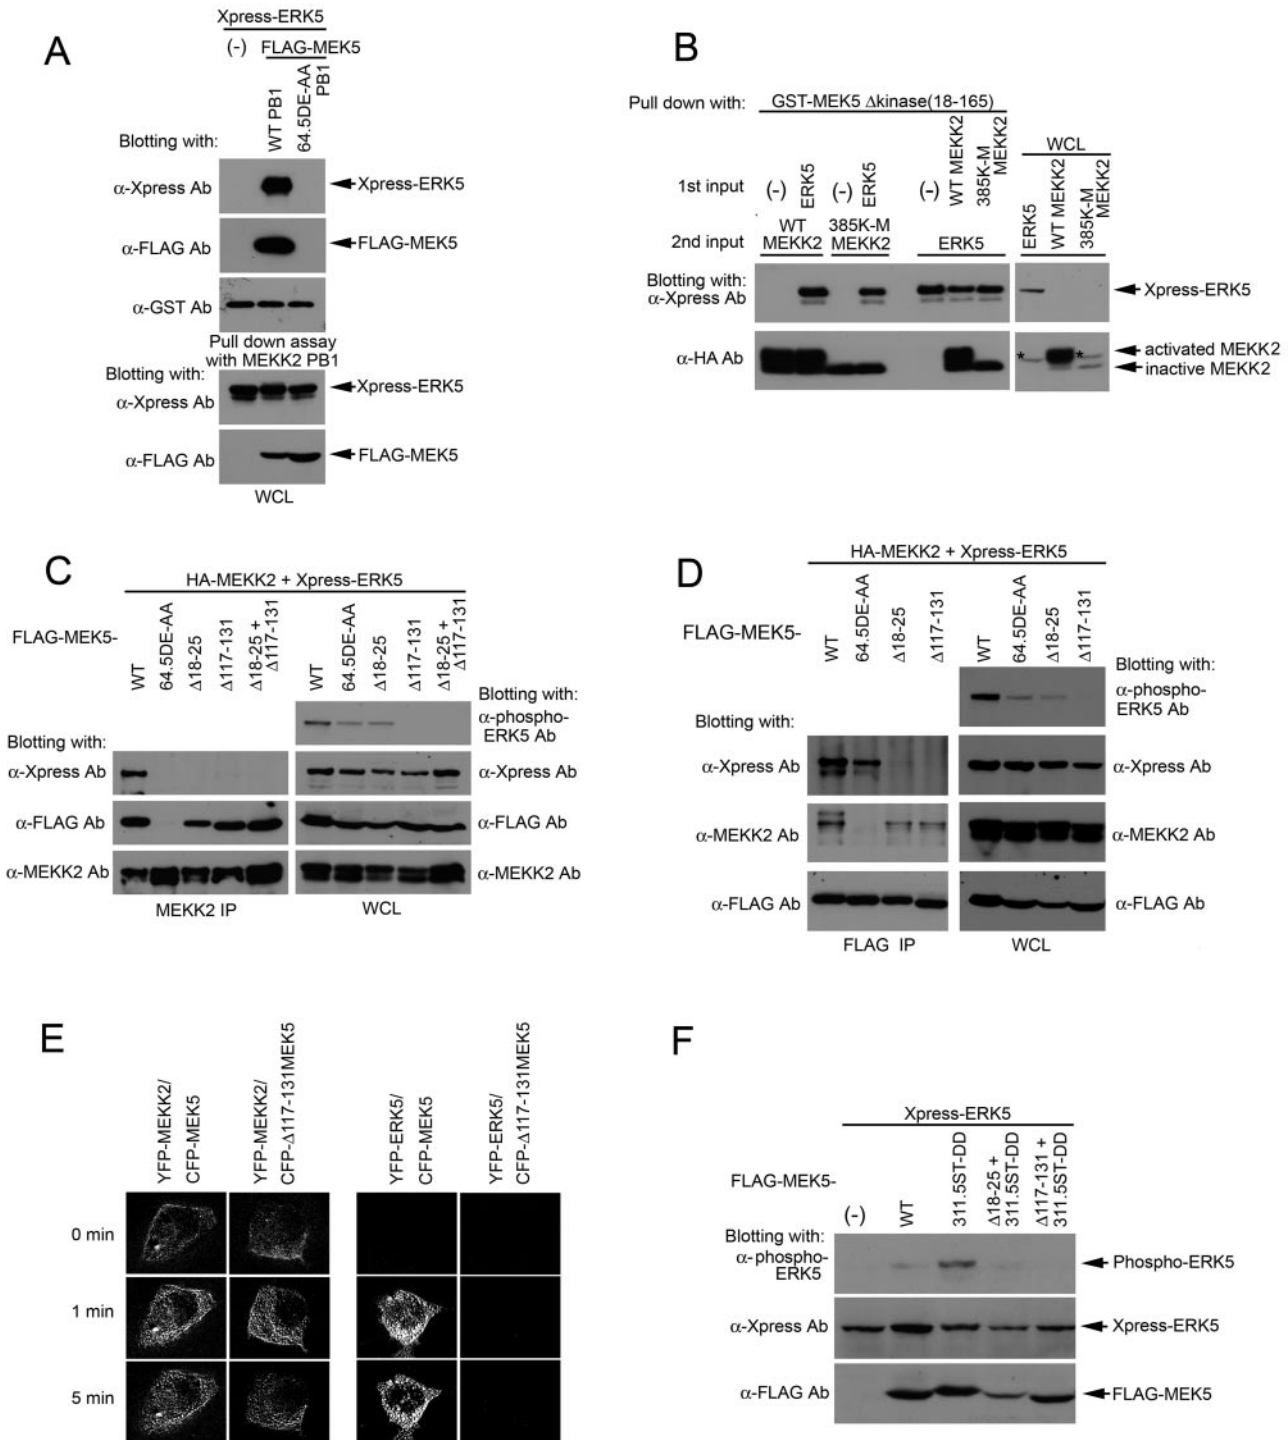 A
Xpress-ERK5
(-) FLAG-MEK5
WT PB1
64.5DE-AA PB1
Blotting with:
α-Xpress Ab
Xpress-ERK5
α-FLAG Ab
FLAG-MEK5
α-GST Ab
Pull down assay
with MEKK2 PB1
Blotting with:
α-Xpress Ab
Xpress-ERK5
α-FLAG Ab
FLAG-MEK5
WCL
B
Pull down with: GST-MEK5 Δkinase(18-165)
WCL
1st input (-) ERK5 (-) ERK5 (-) WT MEKK2 385K-M MEKK2
ERK5 WT MEKK2 385K-M MEKK2
2nd input WT MEKK2 385K-M MEKK2 ERK5
Blotting with:
α-Xpress Ab
Xpress-ERK5
α-HA Ab
* *
activated MEKK2
inactive MEKK2
C
HA-MEKK2 + Xpress-ERK5
FLAG-MEK5-
WT 64.5DE-AA Δ18-25 Δ117-131 Δ18-25 + Δ117-131
WT 64.5DE-AA Δ18-25 Δ117-131 Δ18-25 + Δ117-131
Blotting with:
α-phospho-
ERK5 Ab
Blotting with:
α-Xpress Ab
α-Xpress Ab
α-FLAG Ab
α-FLAG Ab
α-MEKK2 Ab
α-MEKK2 Ab
MEKK2 IP
WCL
D
HA-MEKK2 + Xpress-ERK5
FLAG-MEK5-
WT 64.5DE-AA Δ18-25 Δ117-131
WT 64.5DE-AA Δ18-25 Δ117-131
Blotting with:
α-phospho-
ERK5 Ab
Blotting with:
α-Xpress Ab
α-Xpress Ab
α-MEKK2 Ab
α-MEKK2 Ab
α-FLAG Ab
α-FLAG Ab
FLAG IP
WCL
E
YFP-MEKK2/
CFP-MEK5
YFP-MEKK2/
CFP-Δ117-131MEK5
YFP-ERK5/
CFP-MEK5
YFP-ERK5/
CFP-Δ117-131MEK5
0 min
1 min
5 min
F
Xpress-ERK5
FLAG-MEK5-
(-) WT 311.5ST-DD Δ18-25 + 311.5ST-DD Δ117-131 + 311.5ST-DD
Blotting with:
α-phospho-
ERK5
Phospho-ERK5
α-Xpress Ab
Xpress-ERK5
α-FLAG Ab
FLAG-MEK5